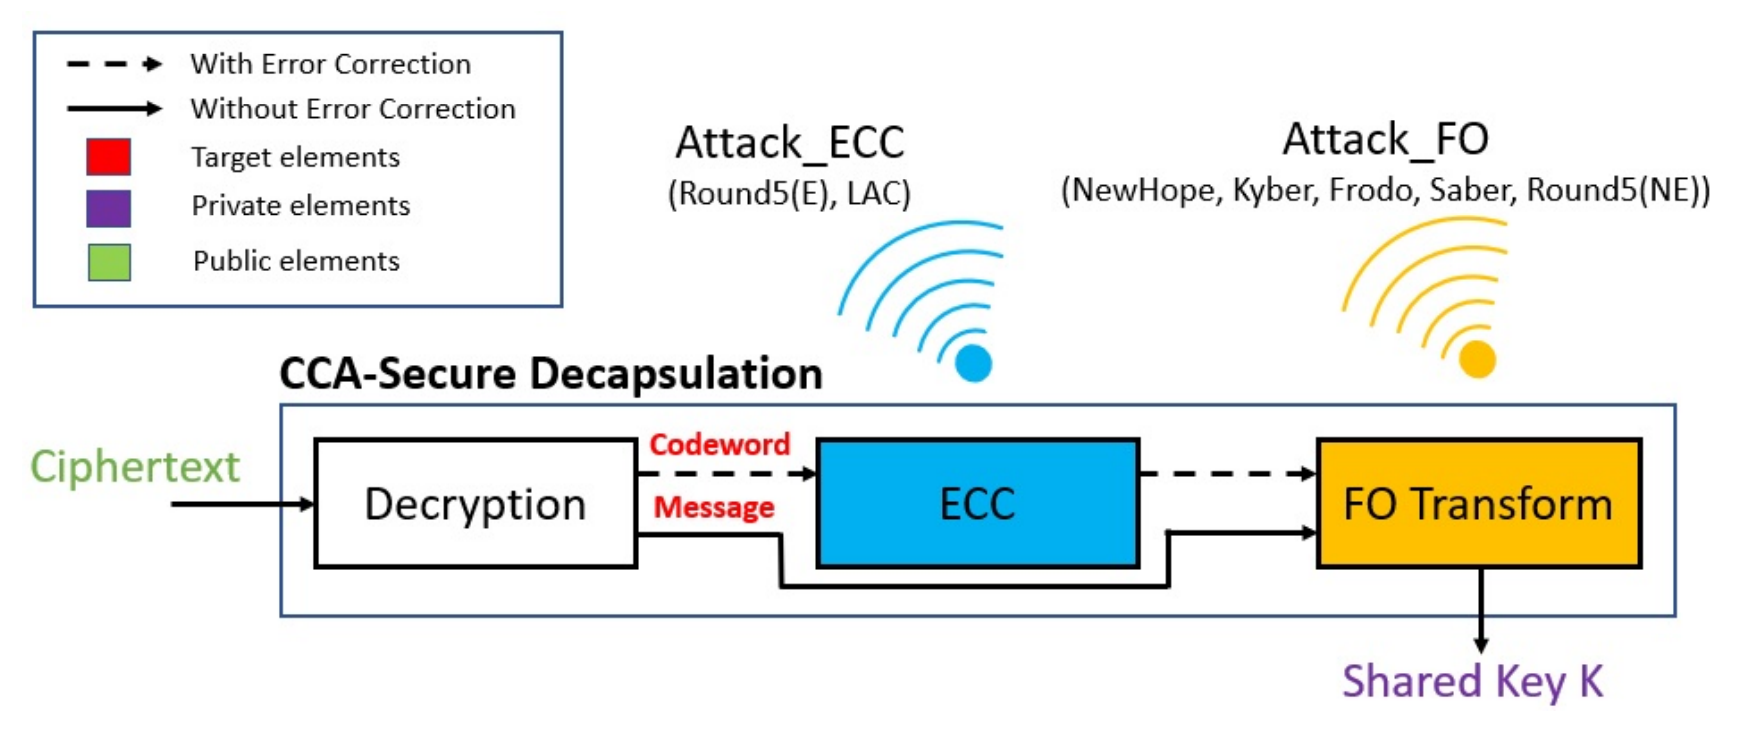 With Error Correction
Without Error Correction
Target elements
Private elements
Public elements
Attack_ECC
(Round5(E), LAC)
Attack_FO
(NewHope, Kyber, Frodo, Saber, Round5(NE))
CCA-Secure Decapsulation
Ciphertext
Decryption
Codeword
Message
ECC
FO Transform
Shared Key K